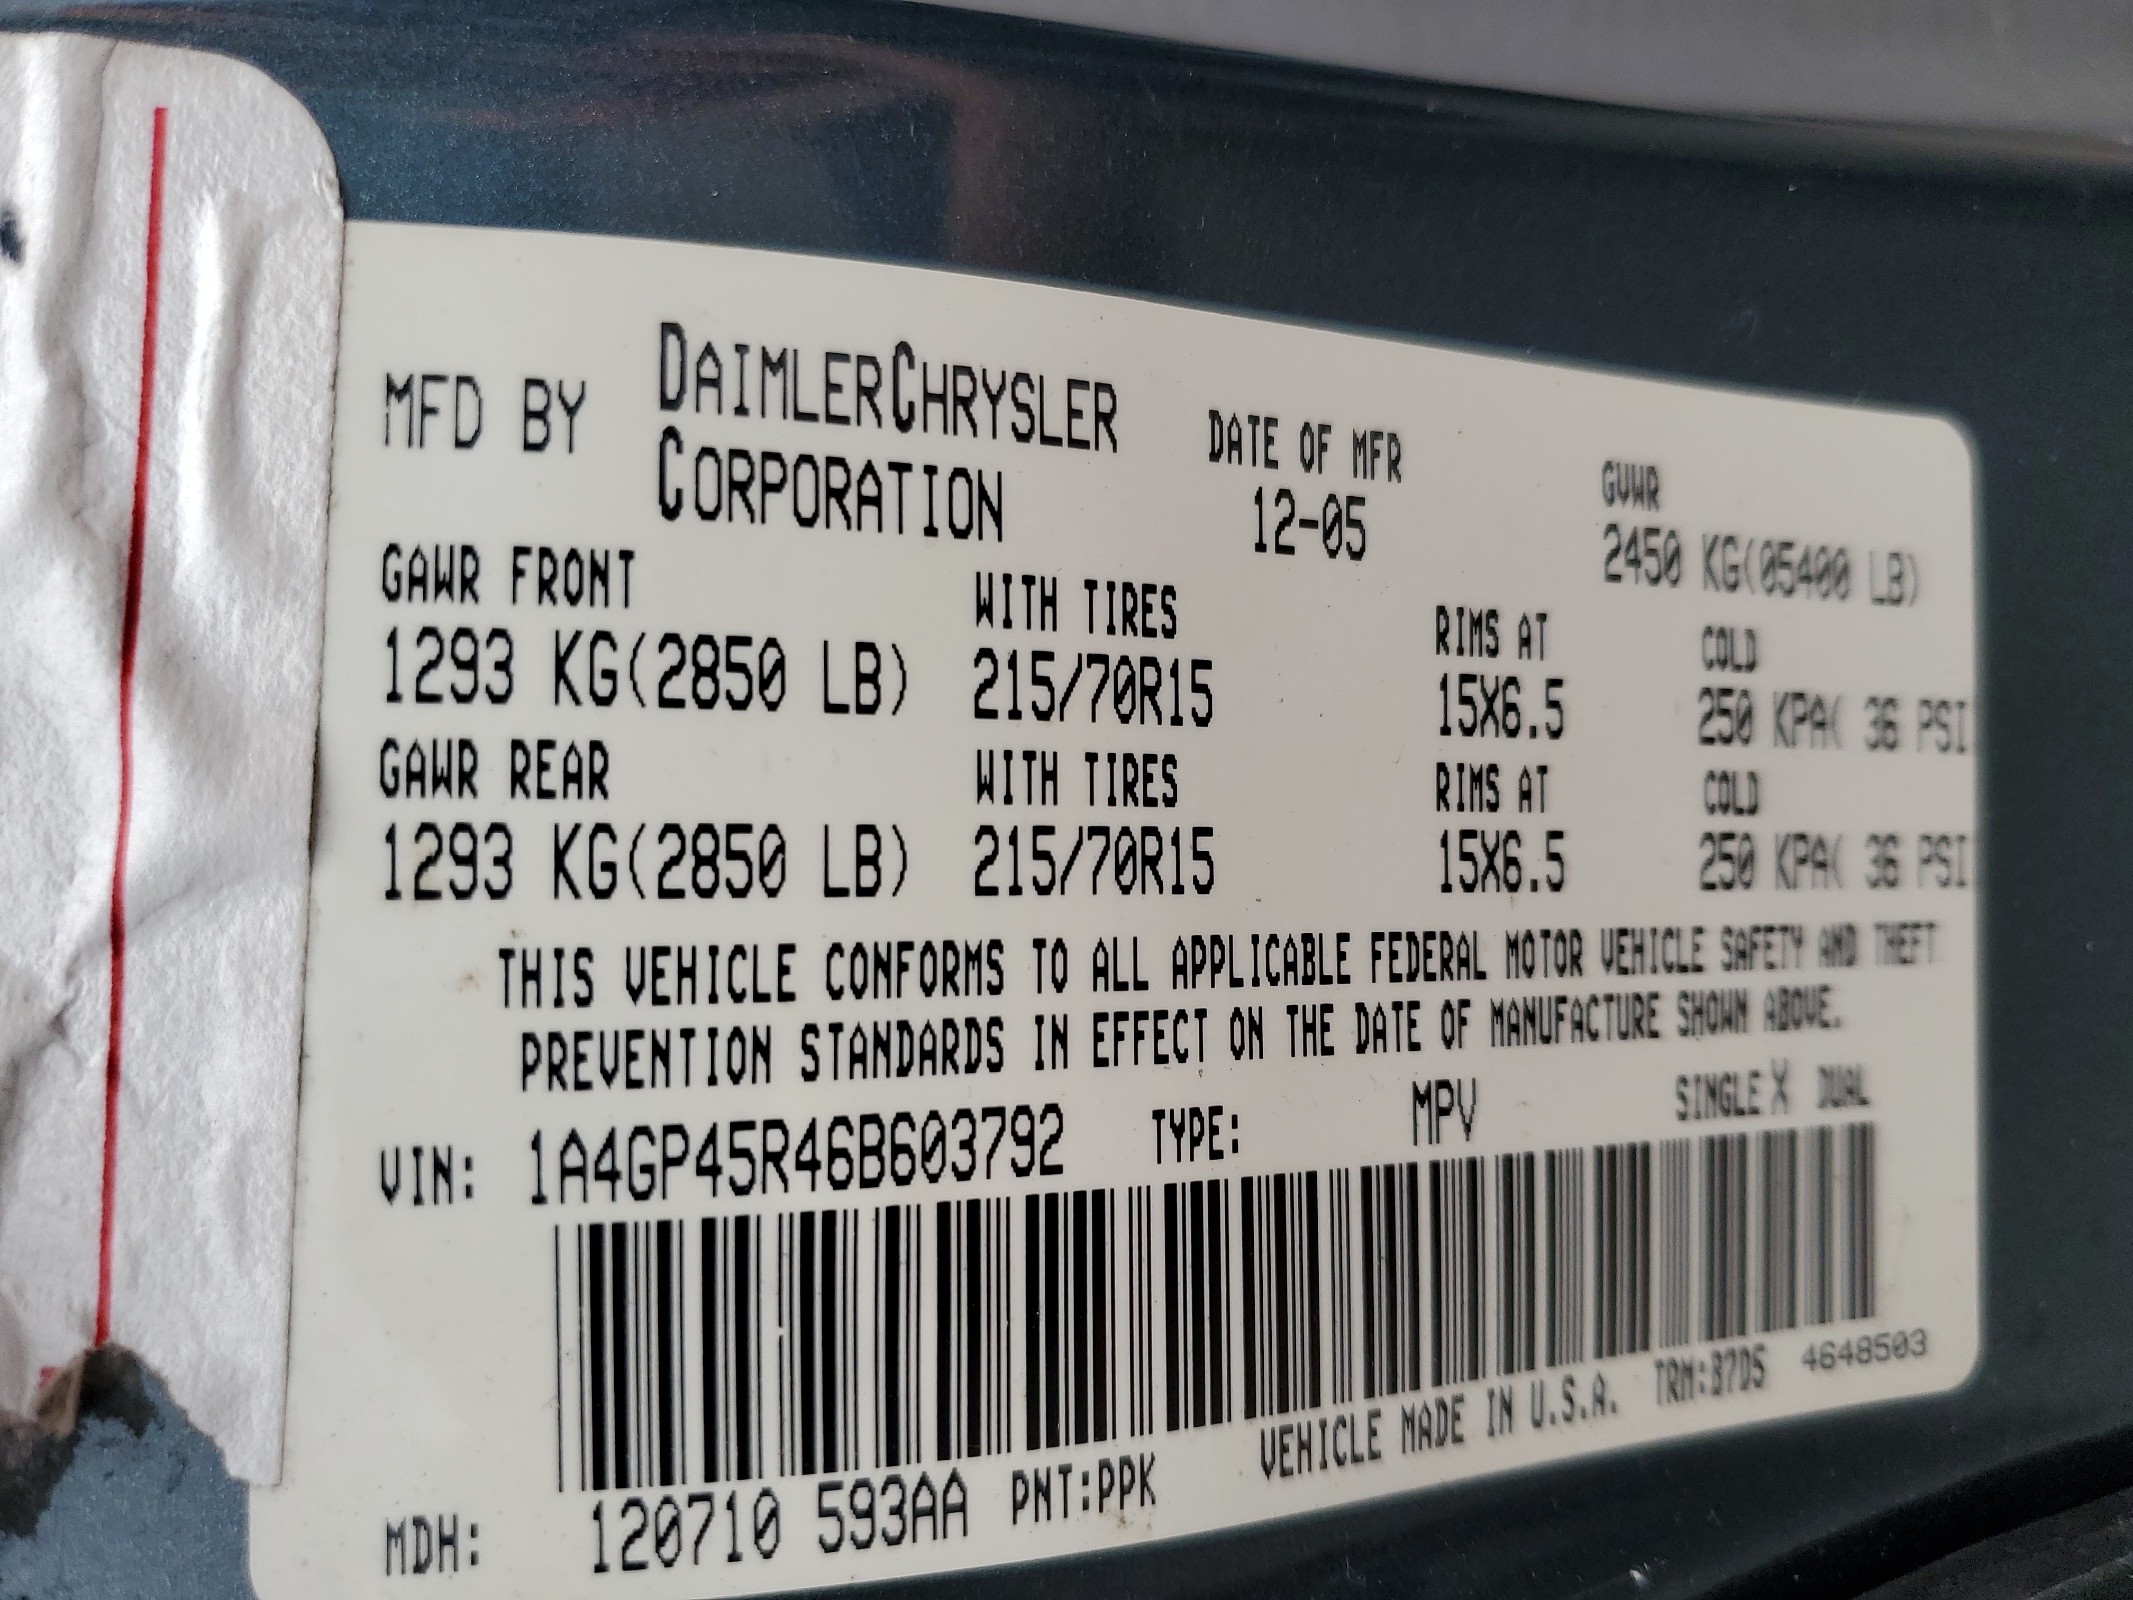 MFD BY DAIMLERCHRYSLER CORPORATION
DATE OF MFR
12-05
GVWR
2450 KG(05400 LB)
GAWR FRONT WITH TIRES RIMS AT COLD
1293 KG(2850 LB) 215/70R15 15X6.5 250 KPA( 36 PSI
GAWR REAR WITH TIRES RIMS AT COLD
1293 KG(2850 LB) 215/70R15 15X6.5 250 KPA( 36 PSI
THIS VEHICLE CONFORMS TO ALL APPLICABLE FEDERAL MOTOR VEHICLE SAFETY AND THEFT
PREVENTION STANDARDS IN EFFECT ON THE DATE OF MANUFACTURE SHOWN ABOVE.
VIN: 1A4GP45R46B603792 TYPE: MPV SINGLE X DUAL
MDH: 120710 593AA PNT:PPK VEHICLE MADE IN U.S.A. TRM:B7D5 4648503